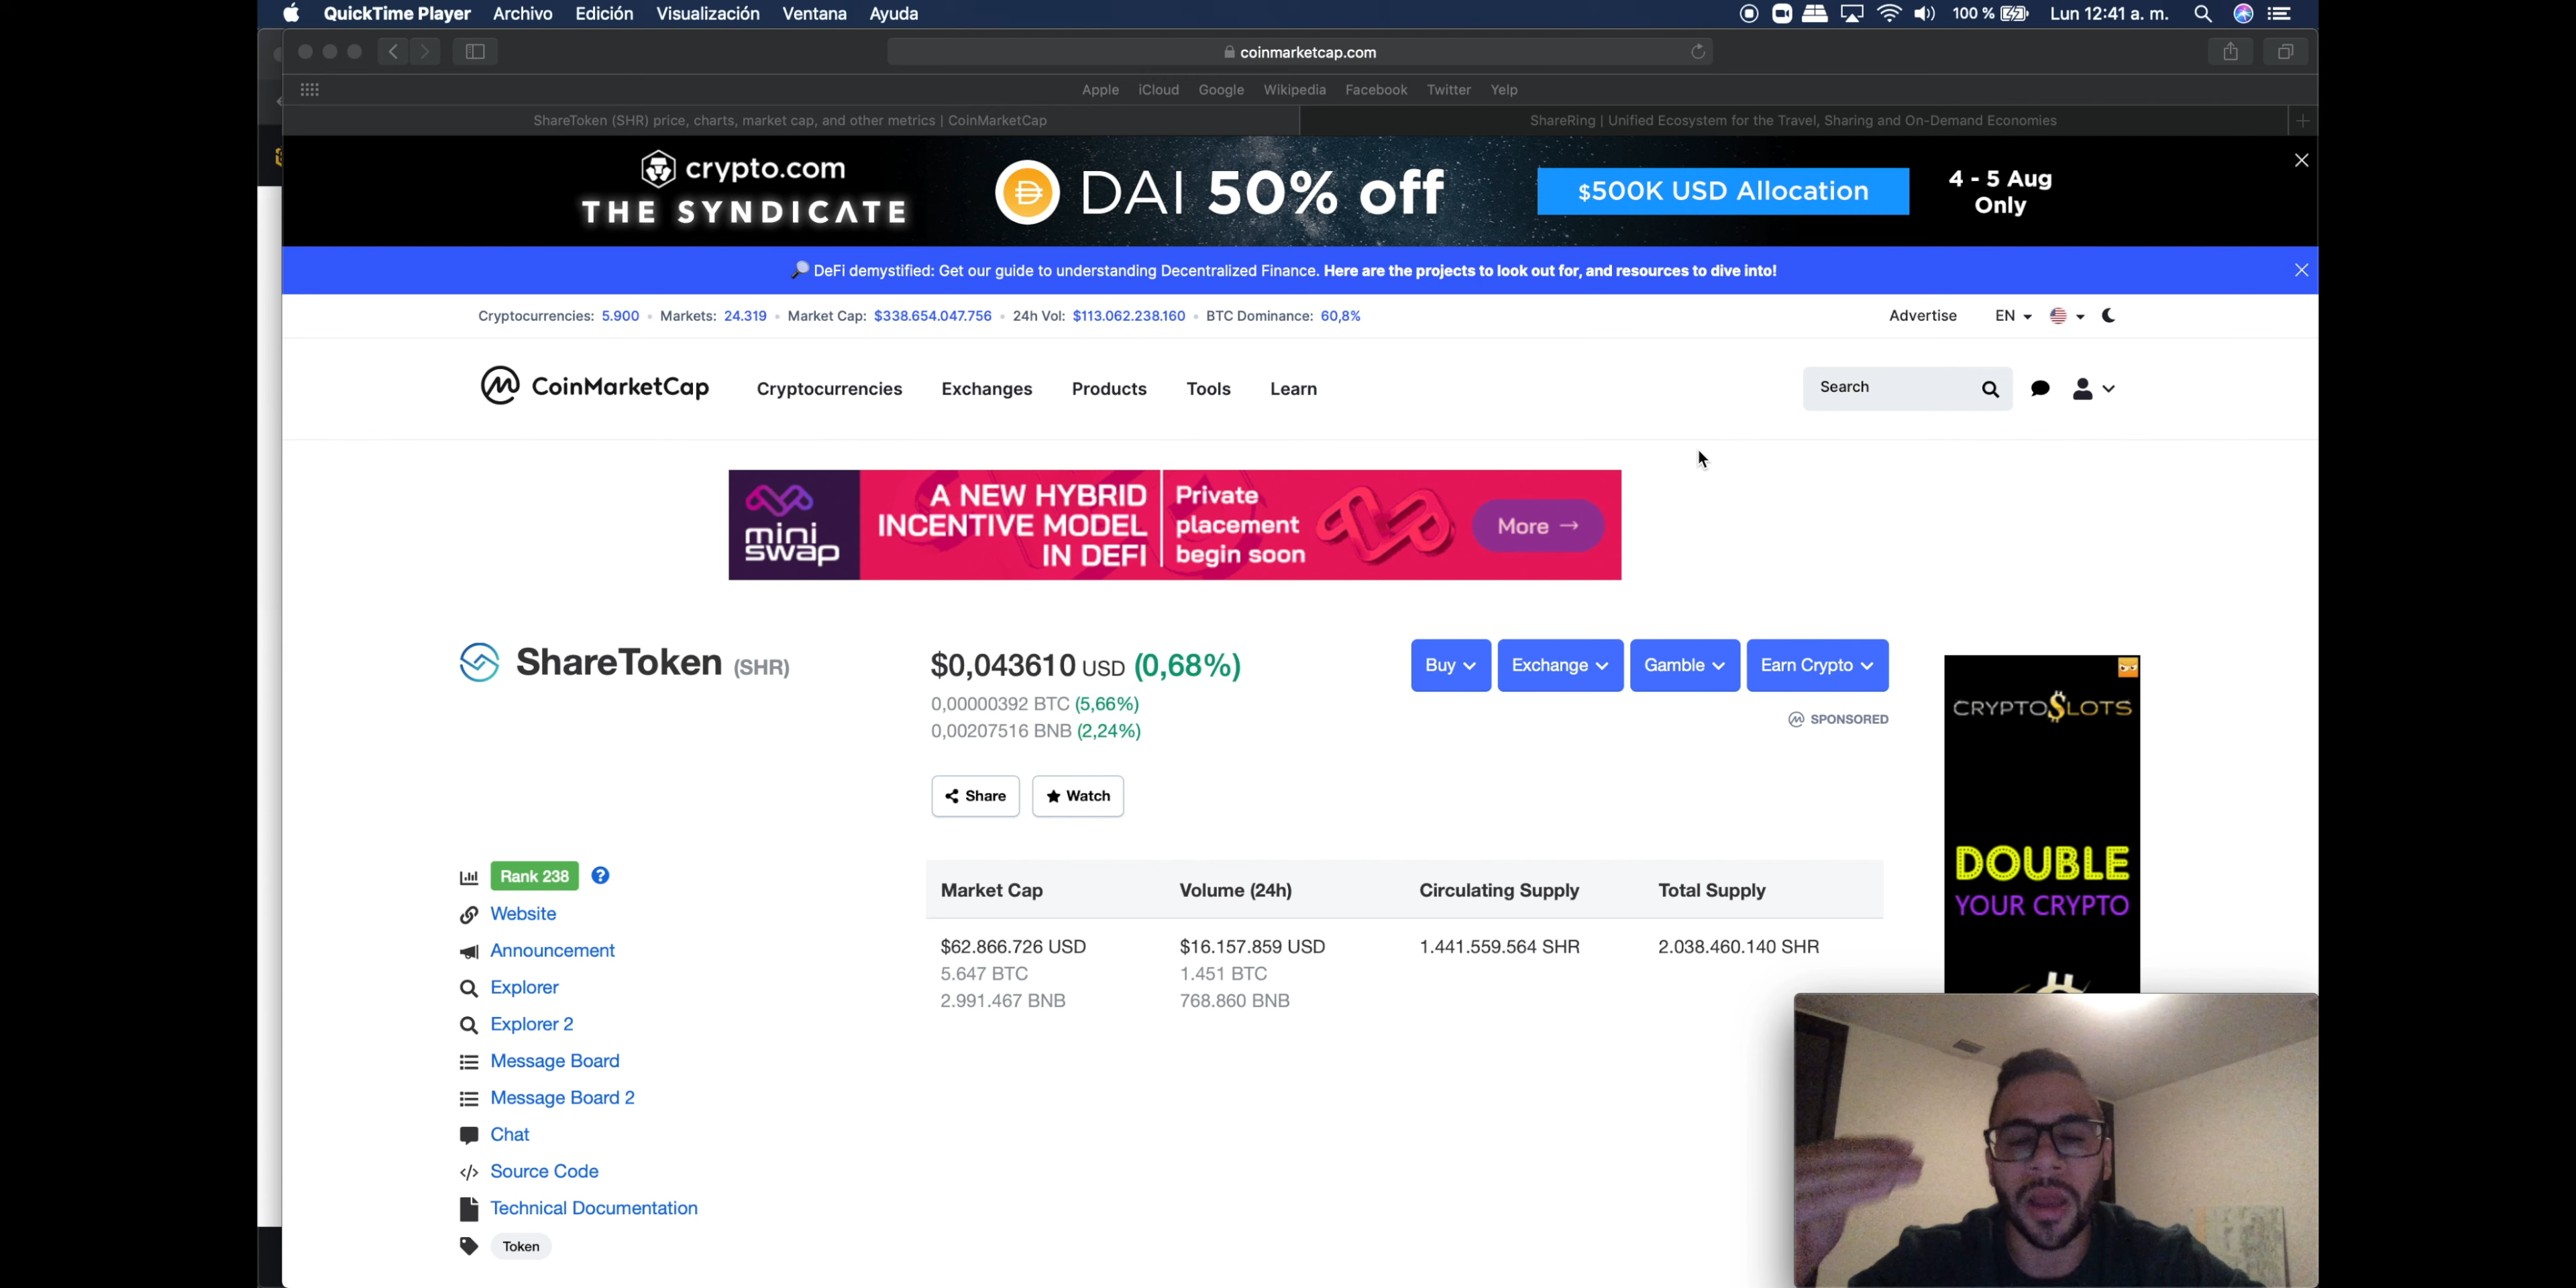 QuickTime Player Archivo Edición Visualización Ventana Ayuda 100 % Lun 12:41 a. m.
coinmarketcap.com
Apple iCloud Google Wikipedia Facebook Twitter Yelp
ShareToken (SHR) price, charts, market cap, and other metrics | CoinMarketCap ShareRing | Unified Ecosystem for the Travel, Sharing and On-Demand Economies
crypto.com
THE SYNDICATE
DAI 50% off
$500K USD Allocation
4 - 5 Aug
Only
DeFi demystified: Get our guide to understanding Decentralized Finance. Here are the projects to look out for, and resources to dive into!
Cryptocurrencies: 5.900 Markets: 24.319 Market Cap: $338.654.047.756 24h Vol: $113.062.238.160 BTC Dominance: 60,8% Advertise EN
CoinMarketCap Cryptocurrencies Exchanges Products Tools Learn Search
mini
swap
A NEW HYBRID
INCENTIVE MODEL
IN DEFI
Private
placement
begin soon
More →
ShareToken (SHR)
$0,043610 USD (0,68%)
0,00000392 BTC (5,66%)
0,00207516 BNB (2,24%)
Buy Exchange Gamble Earn Crypto
SPONSORED
Share Watch
CRYPTO$LOTS
DOUBLE
YOUR CRYPTO
Rank 238
Website
Announcement
Explorer
Explorer 2
Message Board
Message Board 2
Chat
Source Code
Technical Documentation
Token
Market Cap Volume (24h) Circulating Supply Total Supply
$62.866.726 USD $16.157.859 USD 1.441.559.564 SHR 2.038.460.140 SHR
5.647 BTC 1.451 BTC
2.991.467 BNB 768.860 BNB